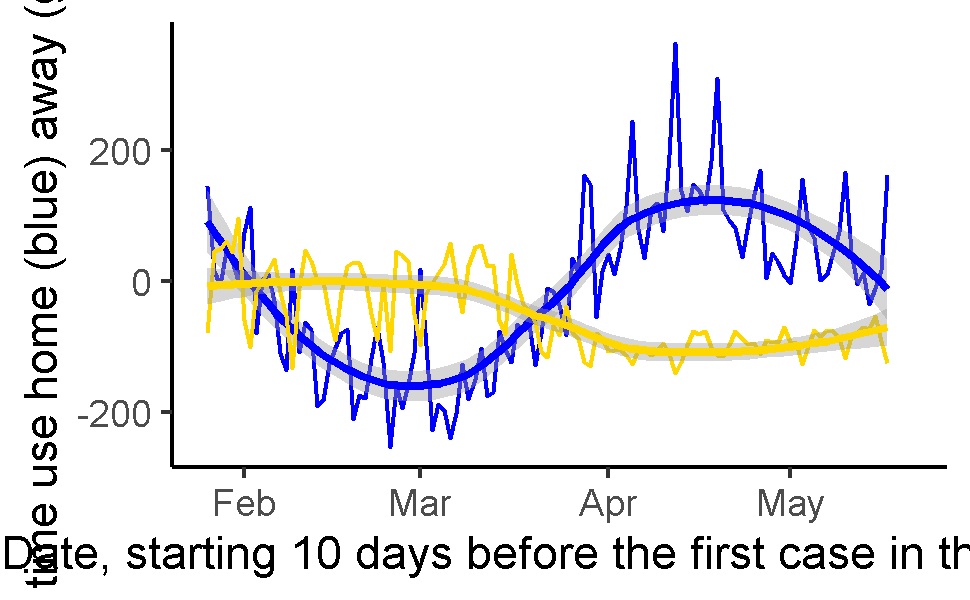 time use home (blue) away (
200
0
-200
Feb Mar Apr May
Date, starting 10 days before the first case in th